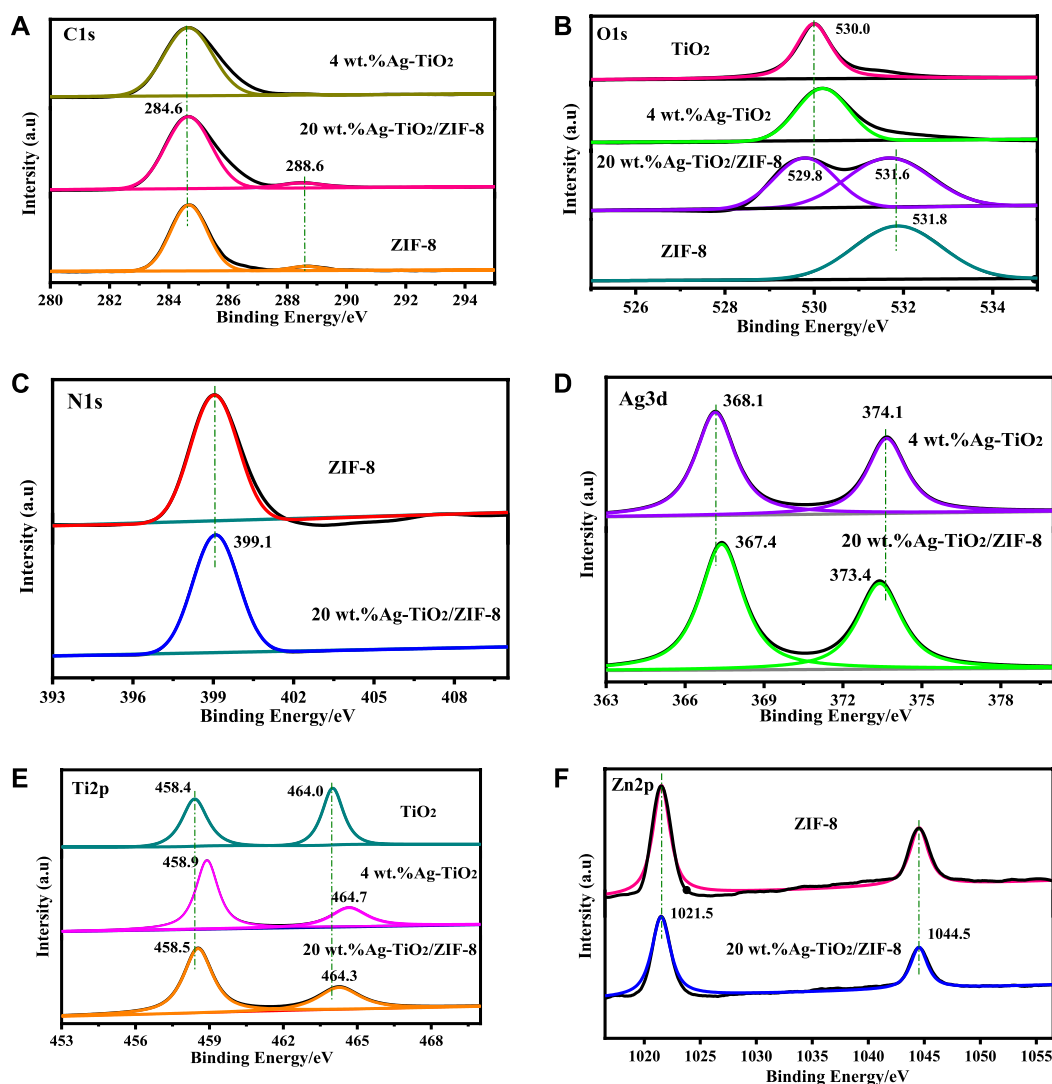 A
C1s
4 wt.%Ag-TiO₂
284.6
20 wt.%Ag-TiO₂/ZIF-8
288.6
ZIF-8
Intersity (a.u)
280 282 284 286 288 290 292 294
Binding Energy/eV
B
O1s
530.0
TiO₂
4 wt.%Ag-TiO₂
20 wt.%Ag-TiO₂/ZIF-8
529.8
531.6
531.8
ZIF-8
Intersity (a.u)
526 528 530 532 534
Binding Energy/eV
C
N1s
ZIF-8
399.1
20 wt.%Ag-TiO₂/ZIF-8
Intersity (a.u)
393 396 399 402 405 408
Binding Energy/eV
D
Ag3d
368.1
374.1
4 wt.%Ag-TiO₂
20 wt.%Ag-TiO₂/ZIF-8
367.4
373.4
Intensity (a.u)
363 366 369 372 375 378
Binding Energy/eV
E
Ti2p
458.4
464.0
TiO₂
458.9
4 wt.%Ag-TiO₂
464.7
20 wt.%Ag-TiO₂/ZIF-8
458.5
464.3
Intensity (a.u)
453 456 459 462 465 468
Binding Energy/eV
F
Zn2p
ZIF-8
1021.5
1044.5
20 wt.%Ag-TiO₂/ZIF-8
Intersity (a.u)
1020 1025 1030 1035 1040 1045 1050 1055
Binding Energy/eV